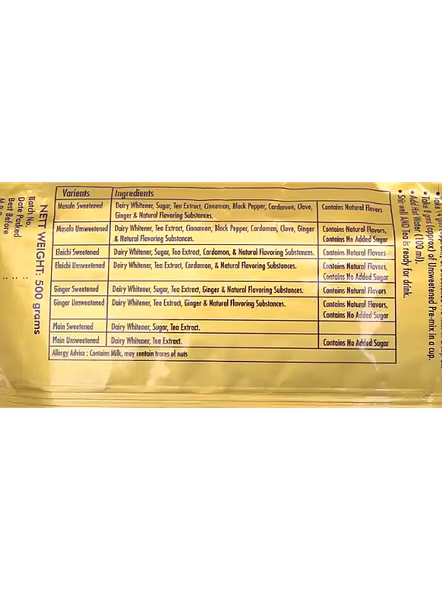 Varients Ingredients
Masala Sweetened Dairy Whitener, Sugar, Tea Extract, Cinnamon, Black Pepper, Cardamom, Clove, Contains Natural Flavors
Ginger & Natural Flavoring Substances.
Masala Unsweetened Dairy Whitener, Tea Extract, Cinnamon, Black Pepper, Cardamom, Clove, Ginger Contains Natural Flavors,
& Natural Flavoring Substances. Contains No Added Sugar
Elaichi Sweetened Dairy Whitener, Sugar, Tea Extract, Cardamom, & Natural Flavoring Substances. Contains Natural Flavors
Elaichi Unsweetened Dairy Whitener, Tea Extract, Cardamom, & Natural Flavoring Substances. Contains Natural Flavors,
Contains No Added Sugar
Ginger Sweetened Dairy Whitener, Sugar, Tea Extract, Ginger & Natural Flavoring Substances. Contains Natural Flavors
Ginger Unsweetened Dairy Whitener, Tea Extract, Ginger & Natural Flavoring Substances. Contains Natural Flavors,
Contains No Added Sugar
Plain Sweetened Dairy Whitener, Sugar, Tea Extract.
Plain Unsweetened Dairy Whitener, Tea Extract. Contains No Added Sugar
Allergy Advice : Contains Milk, may contain traces of nuts
NETT WEIGHT: 500 grams
Batch No.
Date Packed
Best Before
(approx) of Unsweetened Pre-mix in a cup.
• Add Hot Water (100 ml).
• Stir well AND Tea is ready for drink.